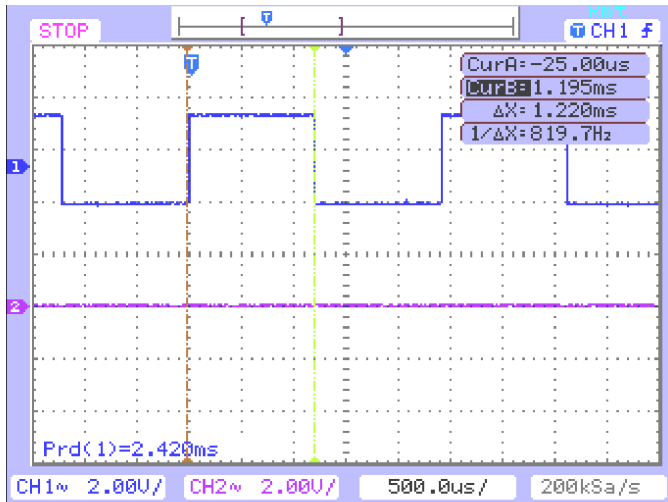 STOP
T
T CH1
T
CurA=-25.00us
CurB=1.195ms
ΔX=1.220ms
1/ΔX=819.7Hz
1
2
Prd(1)=2.420ms
CH1~ 2.00V/ CH2~ 2.00V/ 500.0us/ 200kSa/s